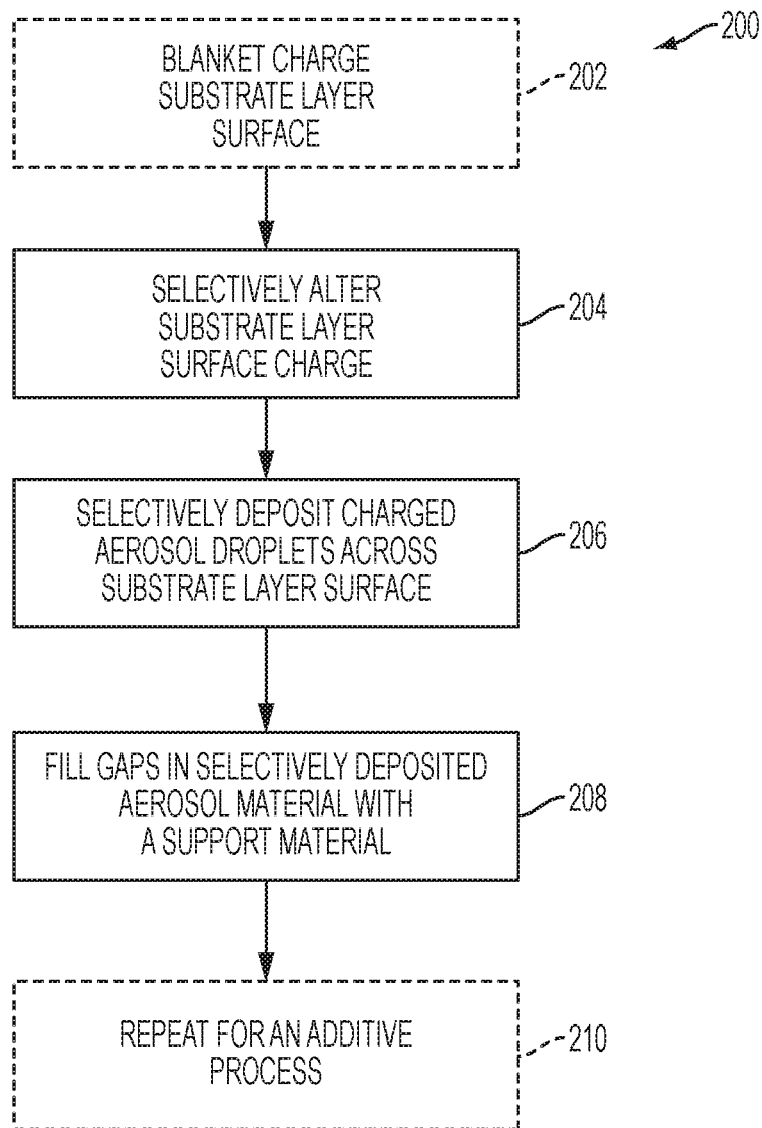 200
BLANKET CHARGE
SUBSTRATE LAYER
SURFACE
202
SELECTIVELY ALTER
SUBSTRATE LAYER
SURFACE CHARGE
204
SELECTIVELY DEPOSIT CHARGED
AEROSOL DROPLETS ACROSS
SUBSTRATE LAYER SURFACE
206
FILL GAPS IN SELECTIVELY DEPOSITED
AEROSOL MATERIAL WITH
A SUPPORT MATERIAL
208
REPEAT FOR AN ADDITIVE
PROCESS
210